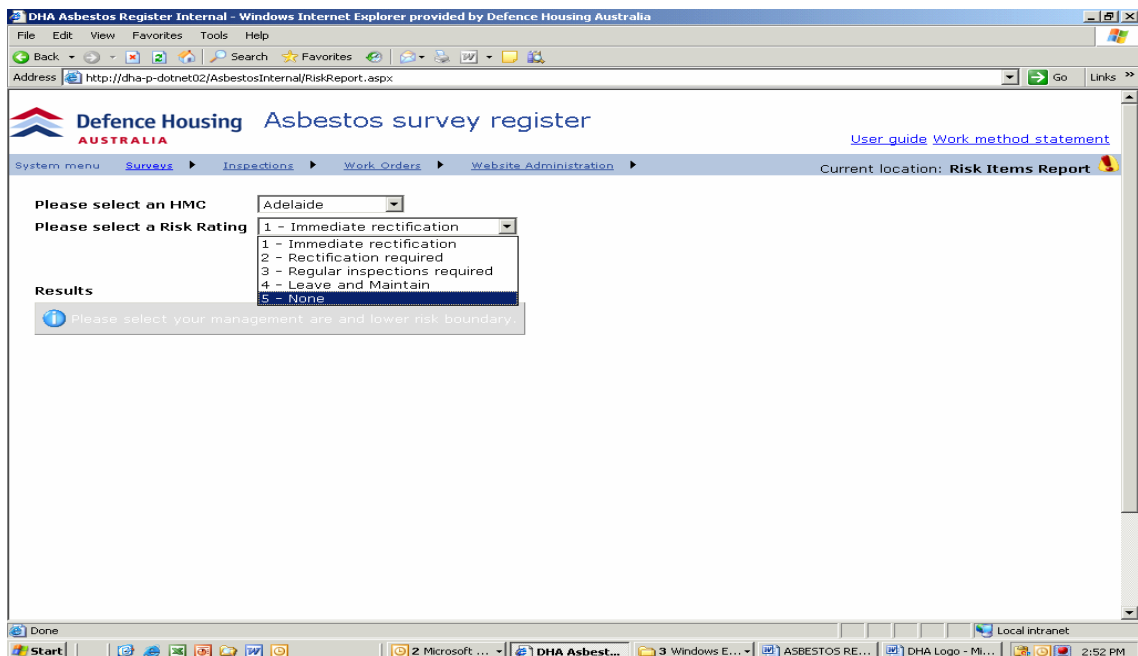 DHA Asbestos Register Internal - Windows Internet Explorer provided by Defence Housing Australia
File Edit View Favorites Tools Help
Back Search Favorites
Address http://dha-p-dotnet02/AsbestosInternal/RiskReport.aspx Go Links »
Defence Housing Asbestos survey register
AUSTRALIA
User guide Work method statement
System menu Surveys Inspections Work Orders Website Administration Current location: Risk Items Report
Please select an HMC Adelaide
Please select a Risk Rating 1 - Immediate rectification
1 - Immediate rectification
2 - Rectification required
3 - Regular inspections required
4 - Leave and Maintain
5 - None
Results
Please select your management are and lower risk boundary.
Done Local intranet
Start 2 Microsoft ... DHA Asbest... 3 Windows E... ASBESTOS RE... DHA Logo - Mi... 2:52 PM